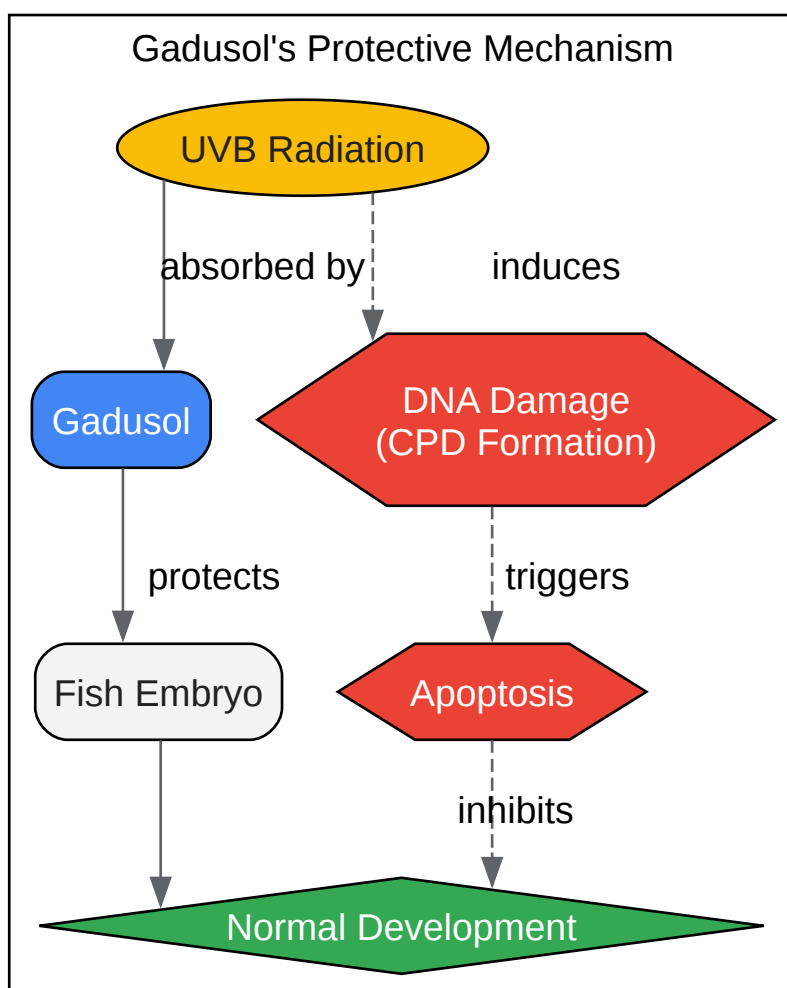 Gadusol's Protective Mechanism
UVB Radiation
absorbed by
induces
Gadusol
DNA Damage
(CPD Formation)
protects
triggers
Fish Embryo
Apoptosis
inhibits
Normal Development